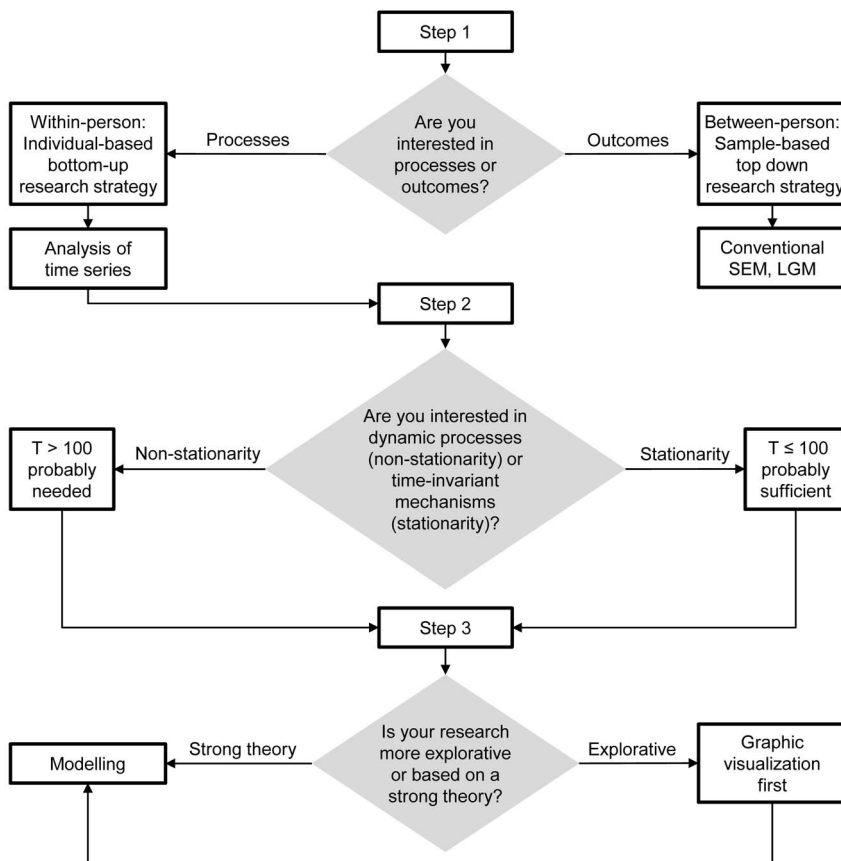 Step 1
Within-person:
Individual-based
bottom-up
research strategy
Processes
Are you
interested in
processes or
outcomes?
Outcomes
Between-person:
Sample-based
top down
research strategy
Analysis of
time series
Conventional
SEM, LGM
Step 2
T > 100
probably
needed
Non-stationarity
Are you interested in
dynamic processes
(non-stationarity) or
time-invariant
mechanisms
(stationarity)?
Stationarity
T ≤ 100
probably
sufficient
Step 3
Modelling
Strong theory
Is your research
more explorative
or based on a
strong theory?
Explorative
Graphic
visualization
first